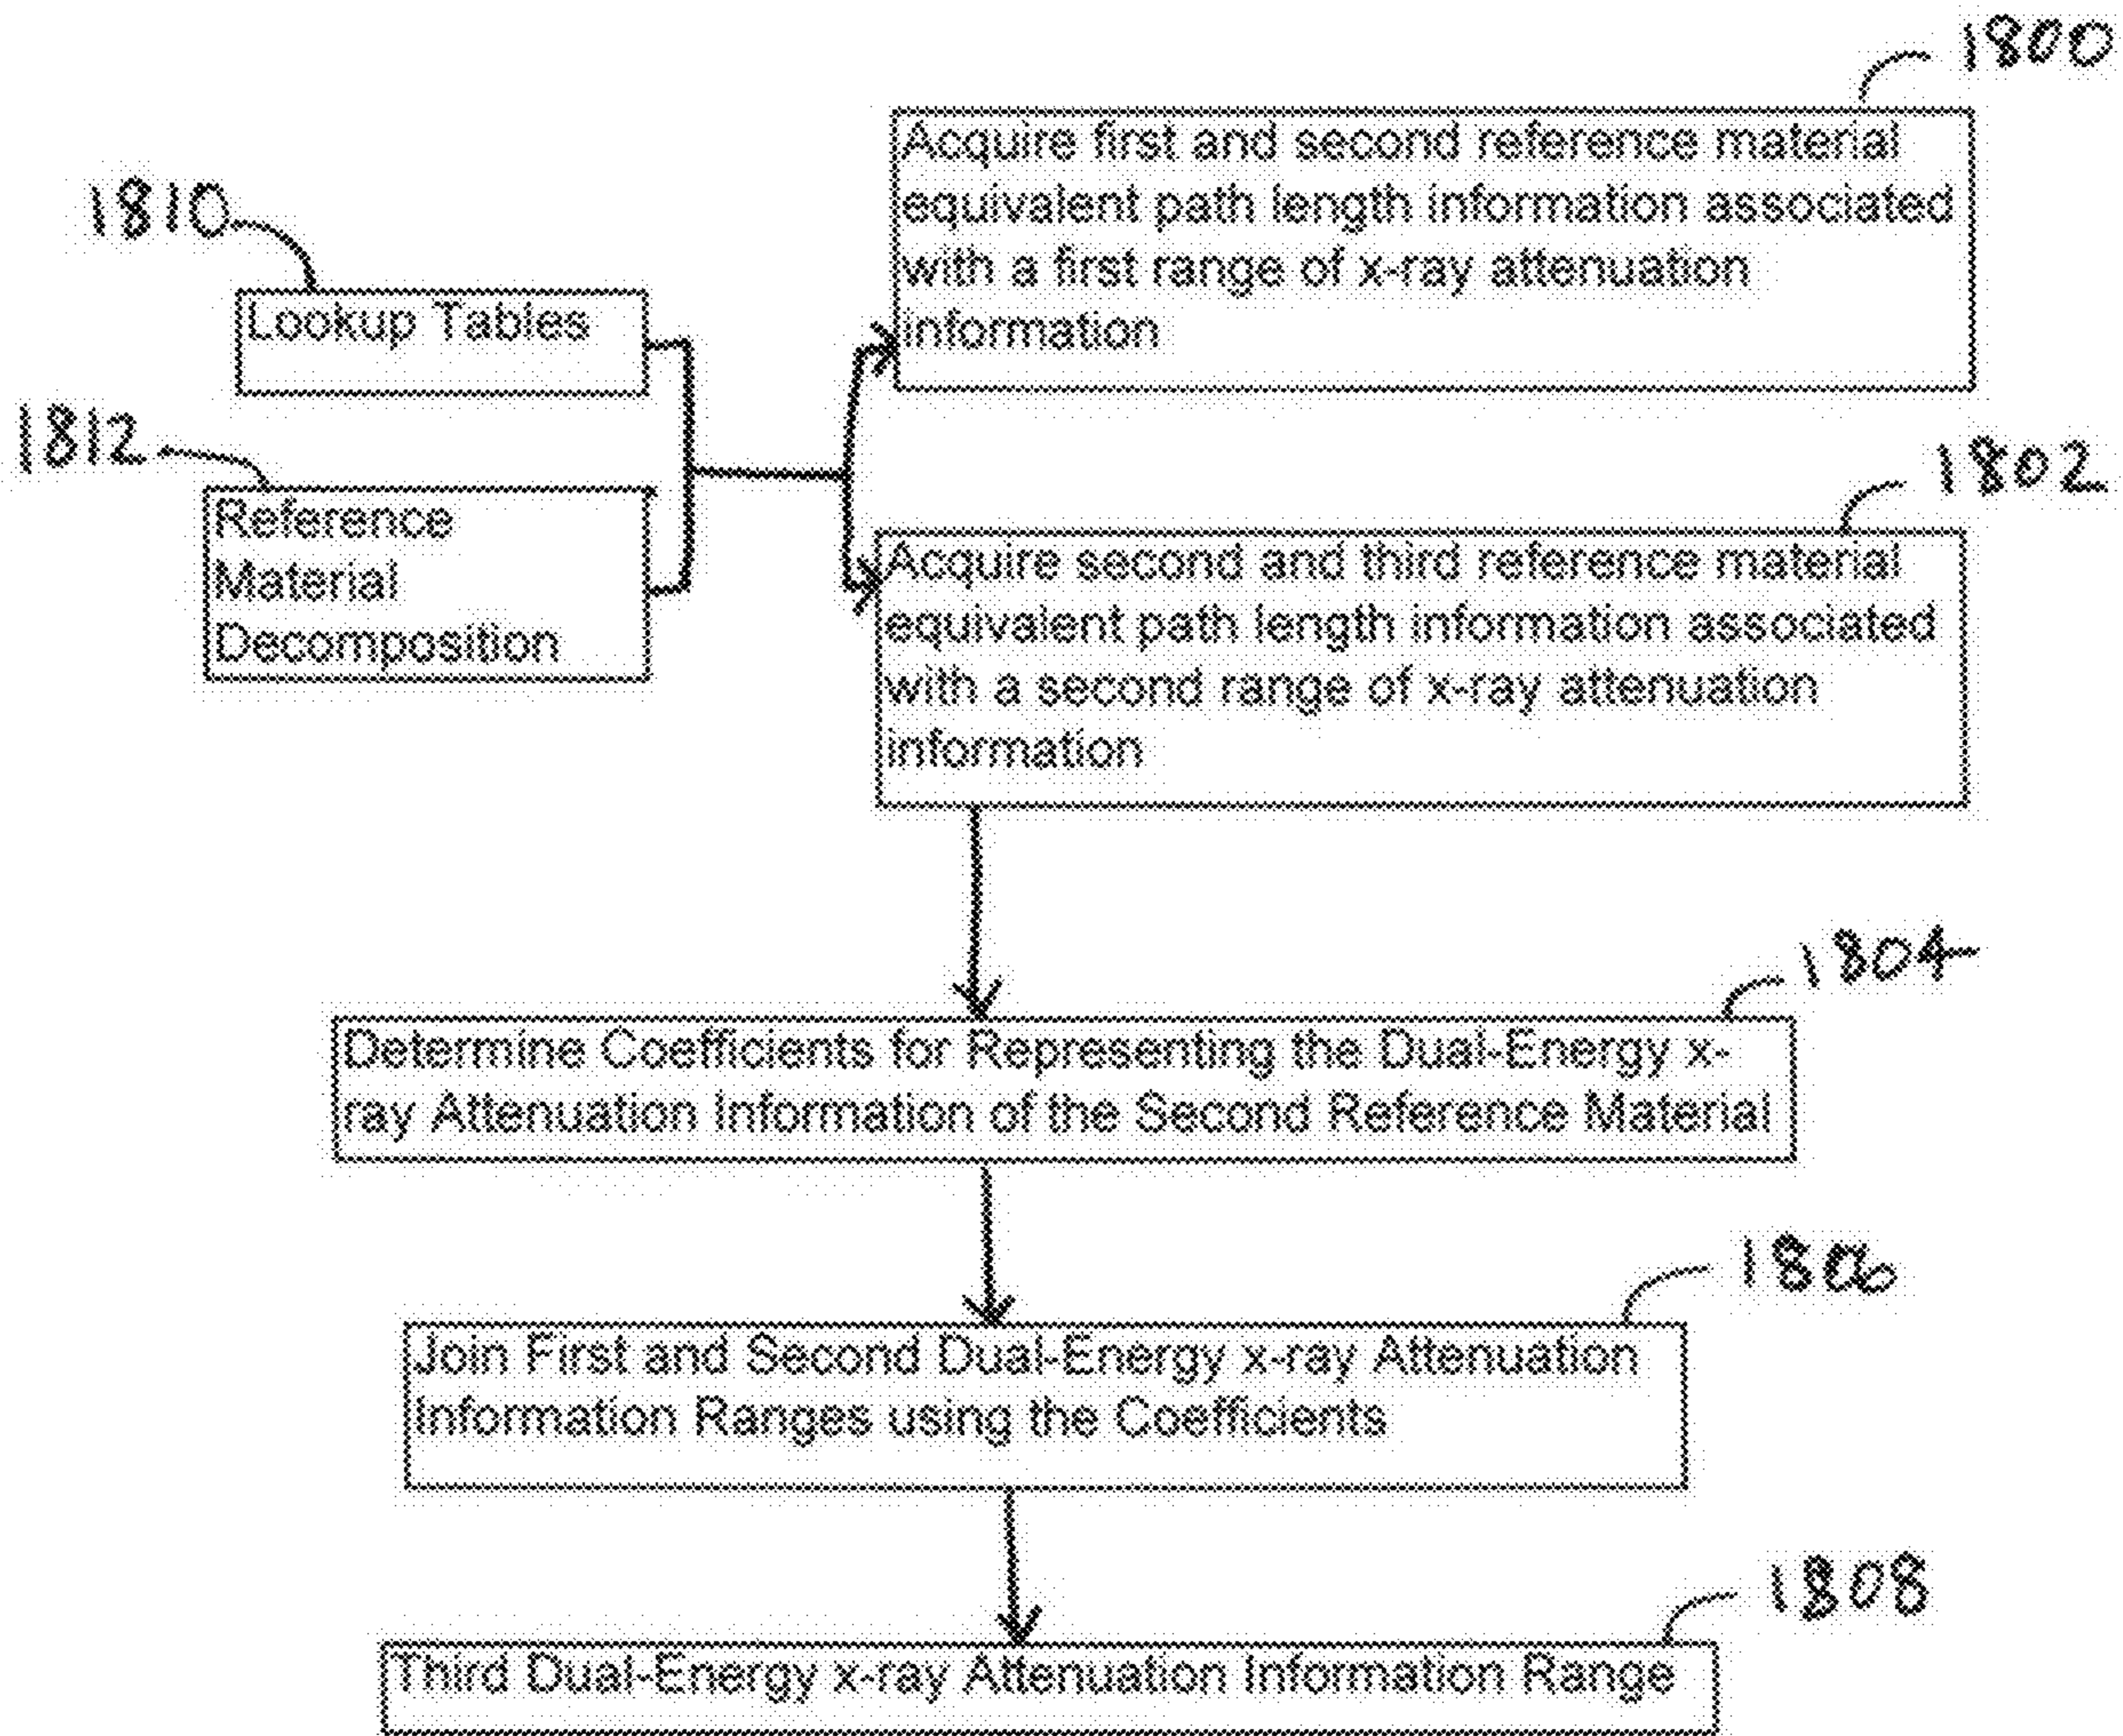 1800
Acquire first and second reference material
equivalent path length information associated
with a first range of x-ray attenuation
information
1810
Lookup Tables
1812
Reference
Material
Decomposition
1802
Acquire second and third reference material
equivalent path length information associated
with a second range of x-ray attenuation
information
1804
Determine Coefficients for Representing the Dual-Energy x-
ray Attenuation Information of the Second Reference Material
1806
Join First and Second Dual-Energy x-ray Attenuation
Information Ranges using the Coefficients
1808
Third Dual-Energy x-ray Attenuation Information Range